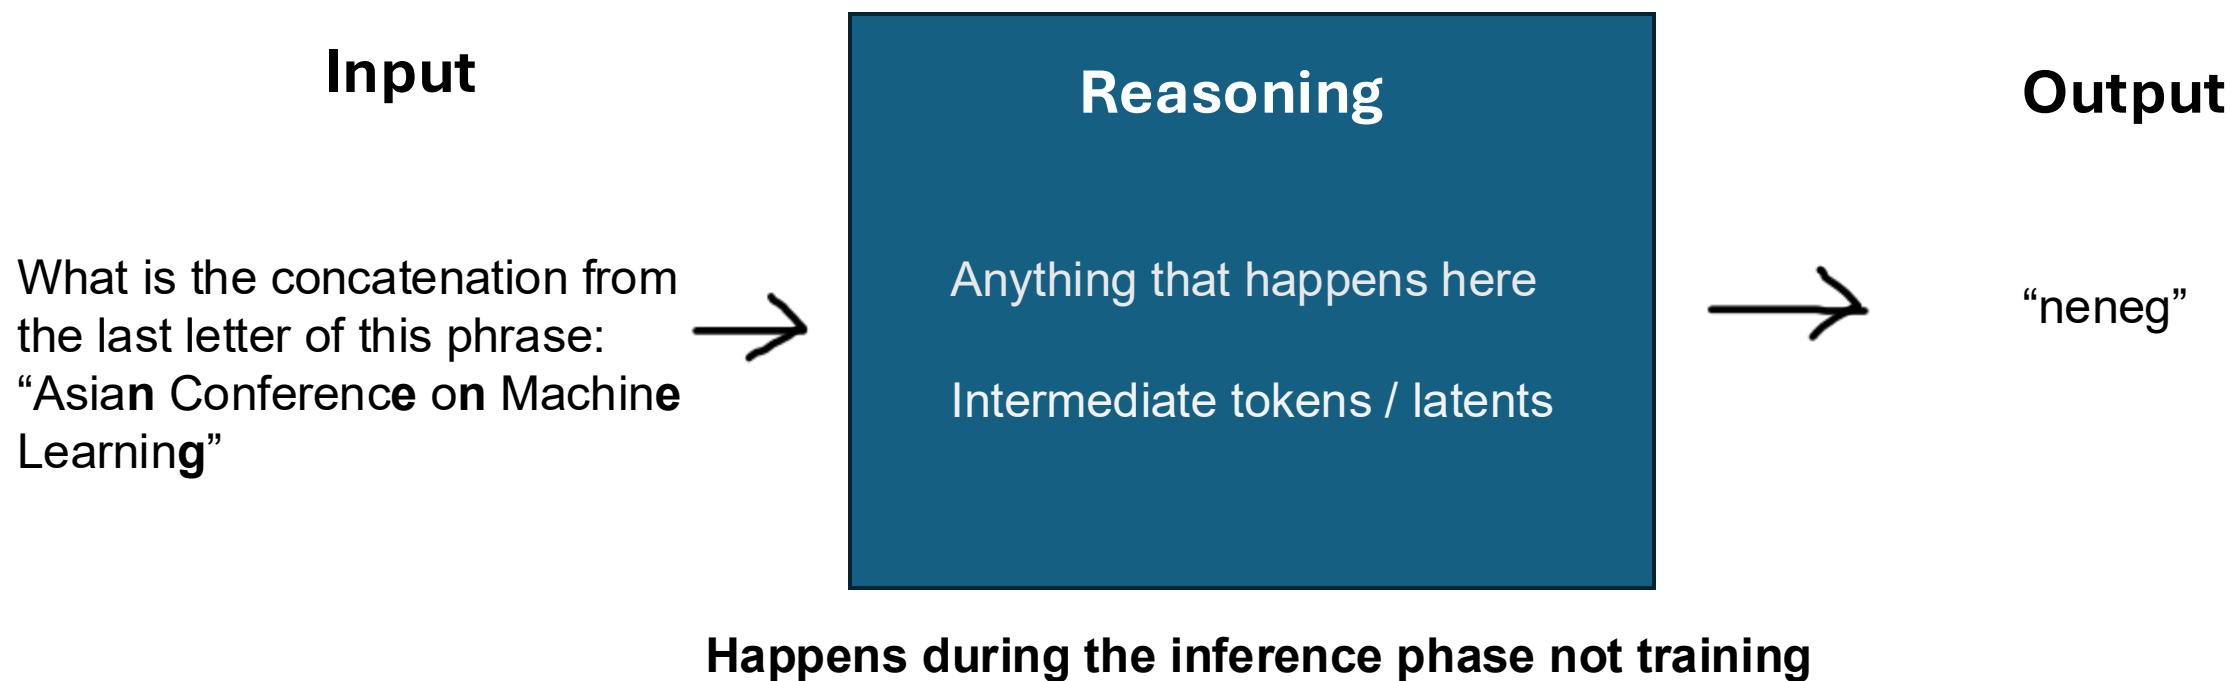 Input
Reasoning
Output
What is the concatenation from
the last letter of this phrase:
“Asian Conference on Machine
Learning”
Anything that happens here
Intermediate tokens / latents
“neneg”
Happens during the inference phase not training